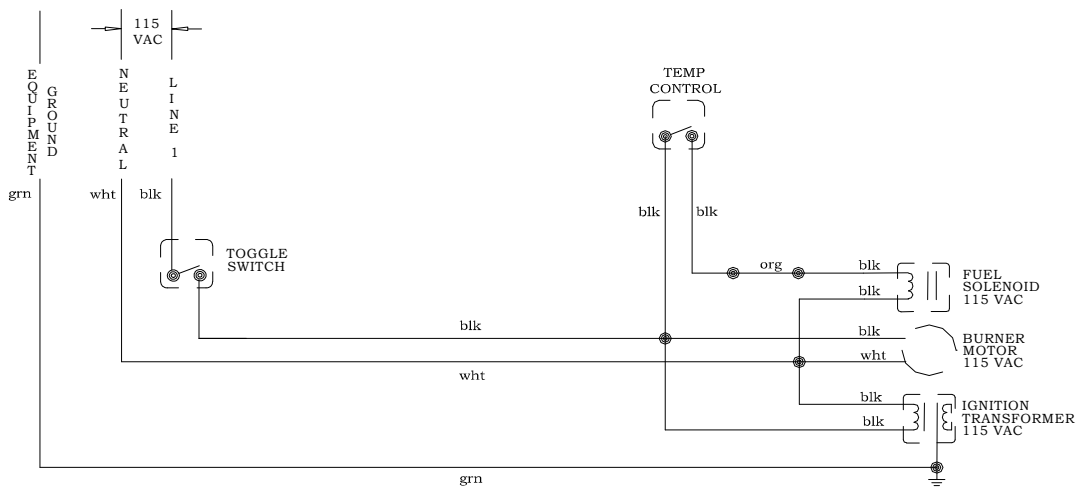 115
VAC
EQUIPMENT
GROUND
NEUTRAL
LINE 1
TEMP
CONTROL
grn
wht
blk
blk
blk
TOGGLE
SWITCH
org
blk
FUEL
SOLENOID
115 VAC
blk
blk
blk
BURNER
MOTOR
115 VAC
wht
wht
blk
IGNITION
TRANSFORMER
115 VAC
blk
grn